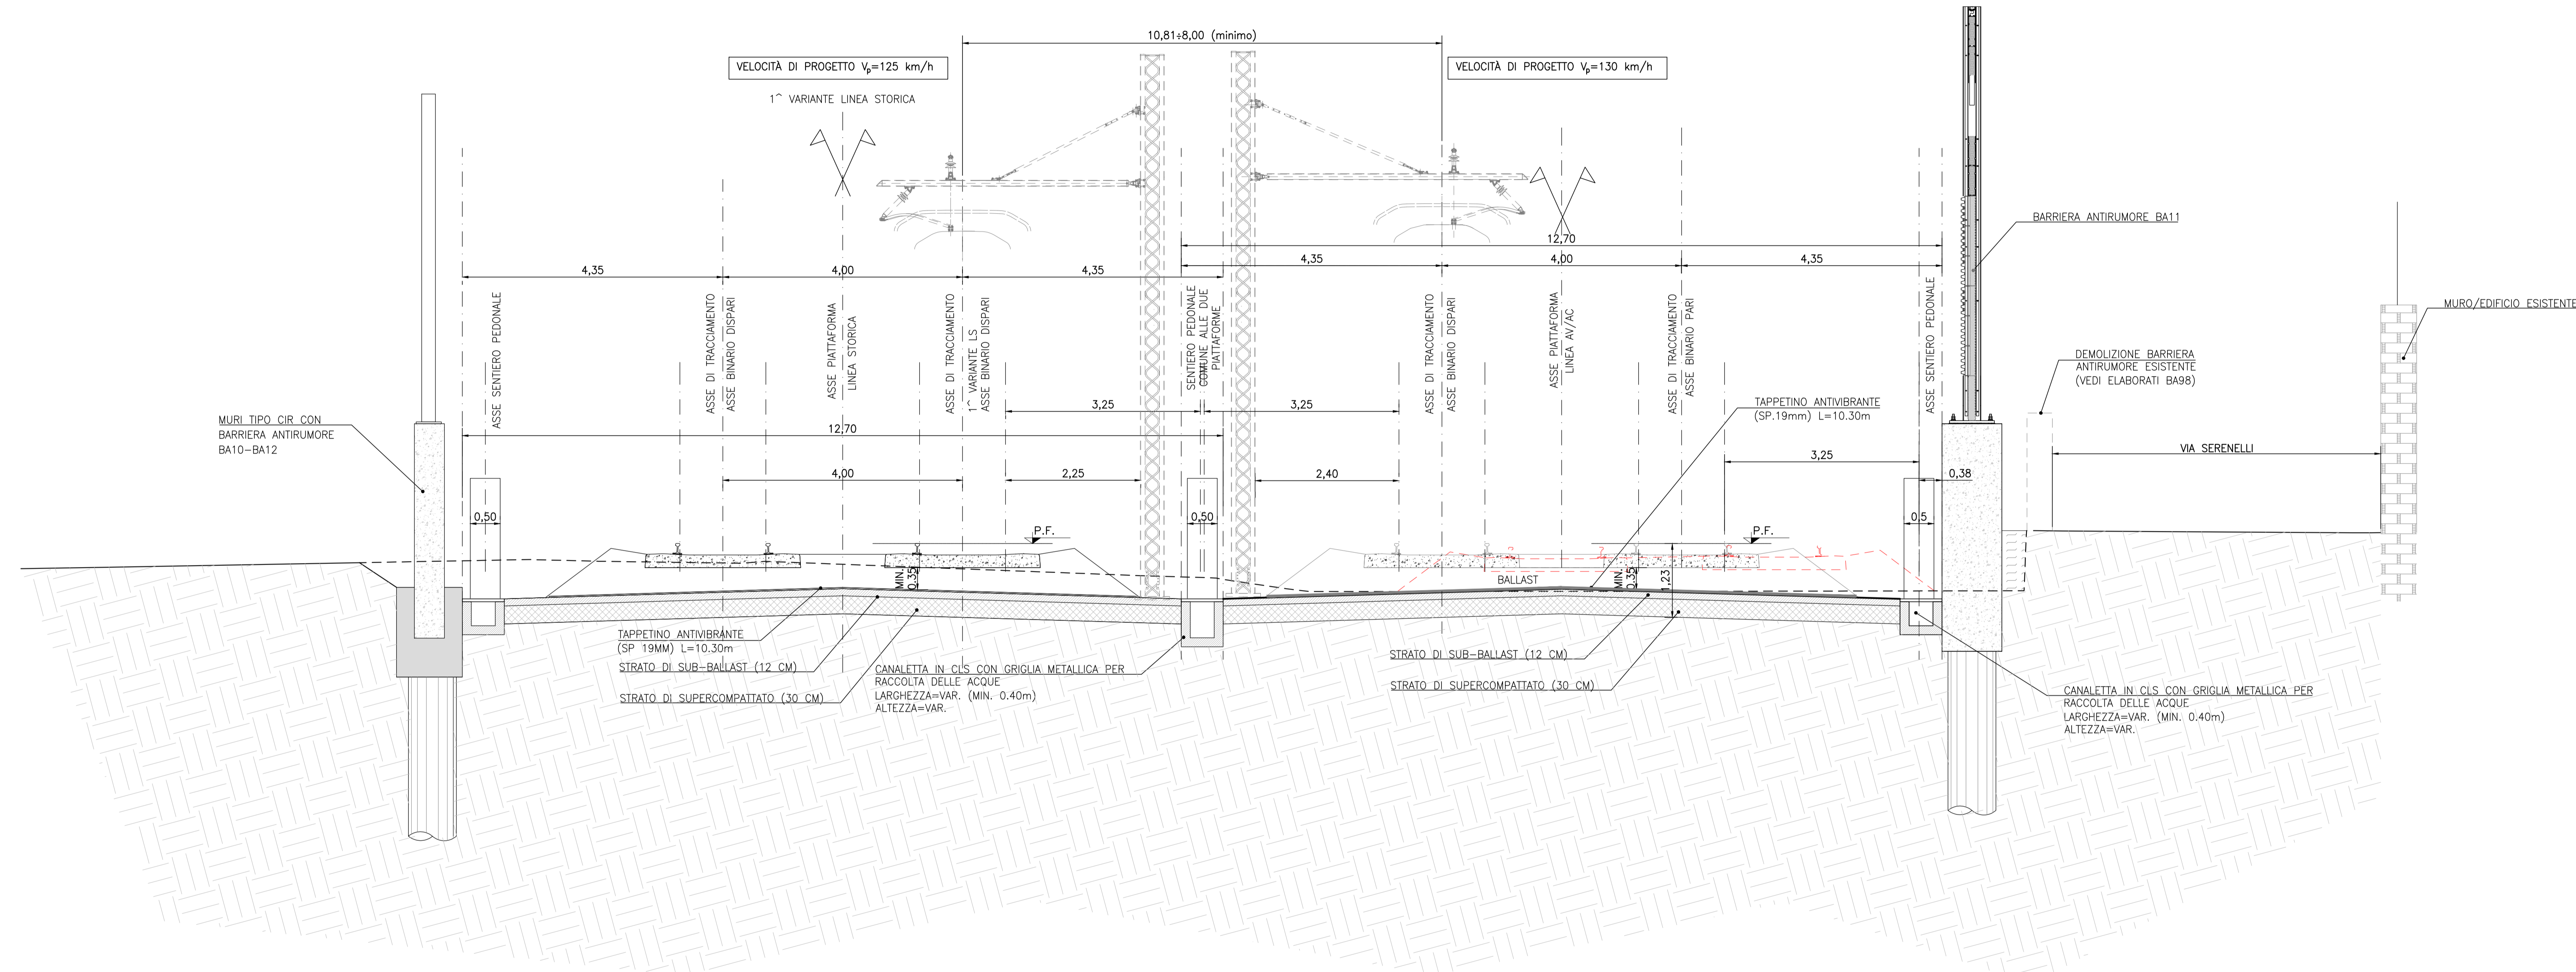 10,81÷8,00 (minimo)
VELOCITÀ DI PROGETTO Vp=125 km/h
VELOCITÀ DI PROGETTO Vp=130 km/h
1^ VARIANTE LINEA STORICA
BARRIERA ANTIRUMORE BA11
12,70
4,35
4,00
4,35
4,35
4,00
4,35
ASSE SENTIERO PEDONALE
ASSE DI TRACCIAMENTO
ASSE BINARIO DISPARI
ASSE PIATTAFORMA
LINEA STORICA
ASSE DI TRACCIAMENTO
1^ VARIANTE LS
ASSE BINARIO DISPARI
SENTIERO PEDONALE
COMUNE ALLE DUE
PIATTAFORME
ASSE DI TRACCIAMENTO
ASSE BINARIO DISPARI
ASSE PIATTAFORMA
LINEA AV/AC
ASSE DI TRACCIAMENTO
ASSE BINARIO PARI
ASSE SENTIERO PEDONALE
MURO/EDIFICIO ESISTENTE
DEMOLIZIONE BARRIERA
ANTIRUMORE ESISTENTE
(VEDI ELABORATI BA98)
3,25
3,25
TAPPETINO ANTIVIBRANTE
(SP.19mm) L=10.30m
MURI TIPO CIR CON
BARRIERA ANTIRUMORE
BA10-BA12
12,70
VIA SERENELLI
3,25
4,00
2,25
2,40
0,38
0,50
0,50
0,5
P.F.
P.F.
MIN.
0,35
BALLAST
MIN.
0,35
1,23
TAPPETINO ANTIVIBRANTE
(SP 19MM) L=10.30m
STRATO DI SUB-BALLAST (12 CM)
STRATO DI SUPERCOMPATTATO (30 CM)
CANALETTA IN CLS CON GRIGLIA METALLICA PER
RACCOLTA DELLE ACQUE
LARGHEZZA=VAR. (MIN. 0.40m)
ALTEZZA=VAR.
STRATO DI SUB-BALLAST (12 CM)
STRATO DI SUPERCOMPATTATO (30 CM)
CANALETTA IN CLS CON GRIGLIA METALLICA PER
RACCOLTA DELLE ACQUE
LARGHEZZA=VAR. (MIN. 0.40m)
ALTEZZA=VAR.